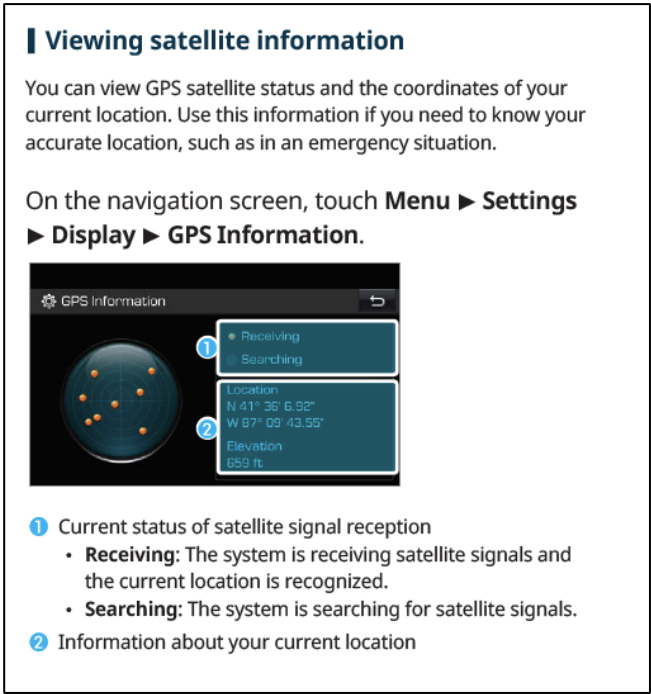 Viewing satellite information
You can view GPS satellite status and the coordinates of your
current location. Use this information if you need to know your
accurate location, such as in an emergency situation.
On the navigation screen, touch Menu ▶ Settings
▶ Display ▶ GPS Information.
GPS Information
1
Receiving
Searching
2
Location
N 41° 36' 6.92"
W 87° 09' 43.55"
Elevation
659 ft
1 Current status of satellite signal reception
• Receiving: The system is receiving satellite signals and
the current location is recognized.
• Searching: The system is searching for satellite signals.
2 Information about your current location